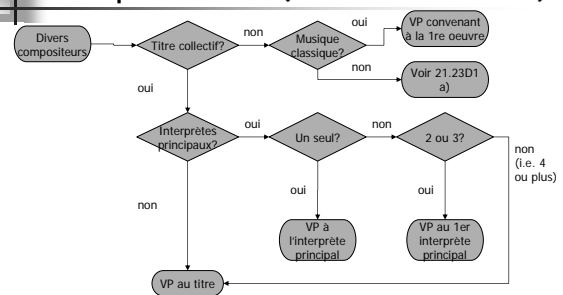 Divers
compositeurs
Titre collectif?
non
Musique
classique?
oui
VP convenant
à la 1re oeuvre
non
Voir 21.23D1
a)
oui
Interprètes
principaux?
oui
Un seul?
non
2 ou 3?
non
(i.e. 4
ou plus)
non
oui
VP à
l'interprète
principal
oui
VP au 1er
interprète
principal
VP au titre